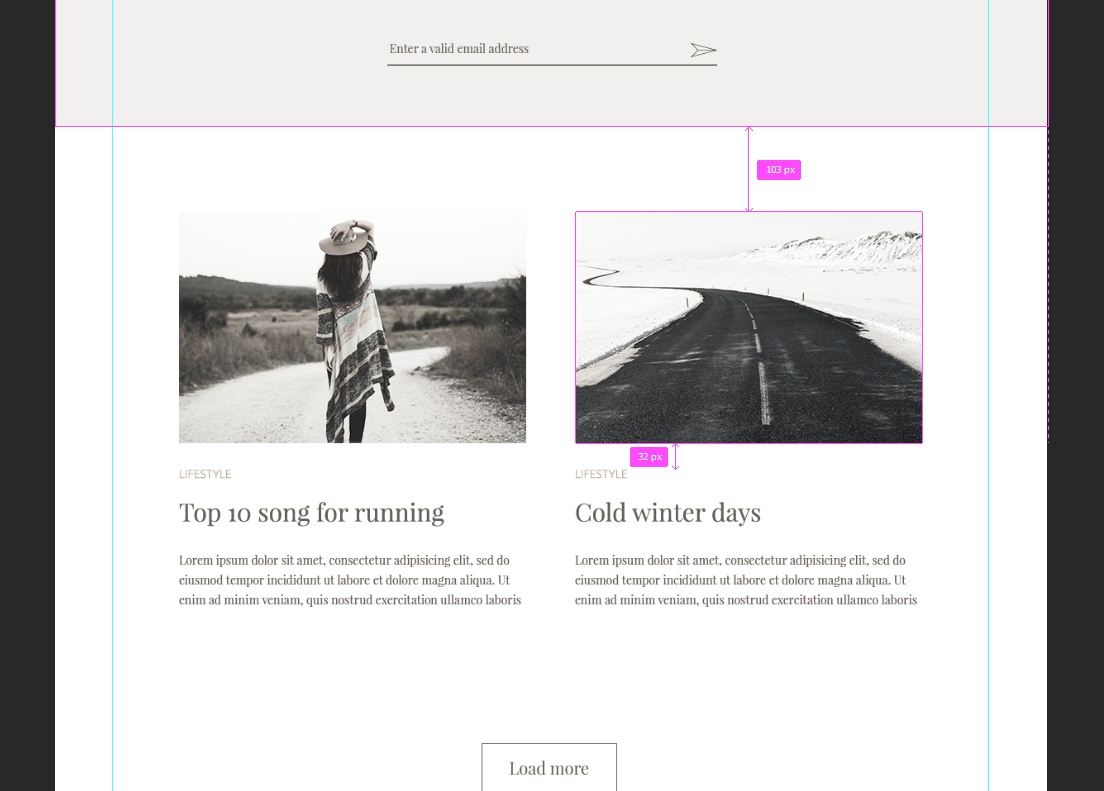 Enter a valid email address
103 px
32 px
LIFESTYLE
Top 10 song for running
Lorem ipsum dolor sit amet, consectetur adipisicing elit, sed do
eiusmod tempor incididunt ut labore et dolore magna aliqua. Ut
enim ad minim veniam, quis nostrud exercitation ullamco laboris
LIFESTYLE
Cold winter days
Lorem ipsum dolor sit amet, consectetur adipisicing elit, sed do
eiusmod tempor incididunt ut labore et dolore magna aliqua. Ut
enim ad minim veniam, quis nostrud exercitation ullamco laboris
Load more